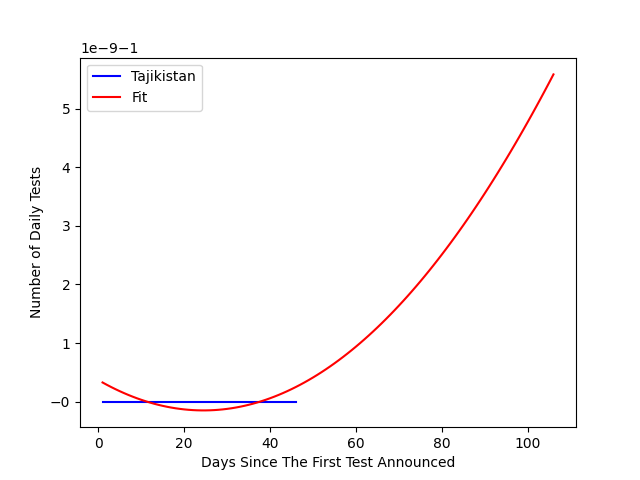 1e−9−1
Tajikistan
Fit
Number of Daily Tests
5
4
3
2
1
−0
0
20
40
60
80
100
Days Since The First Test Announced